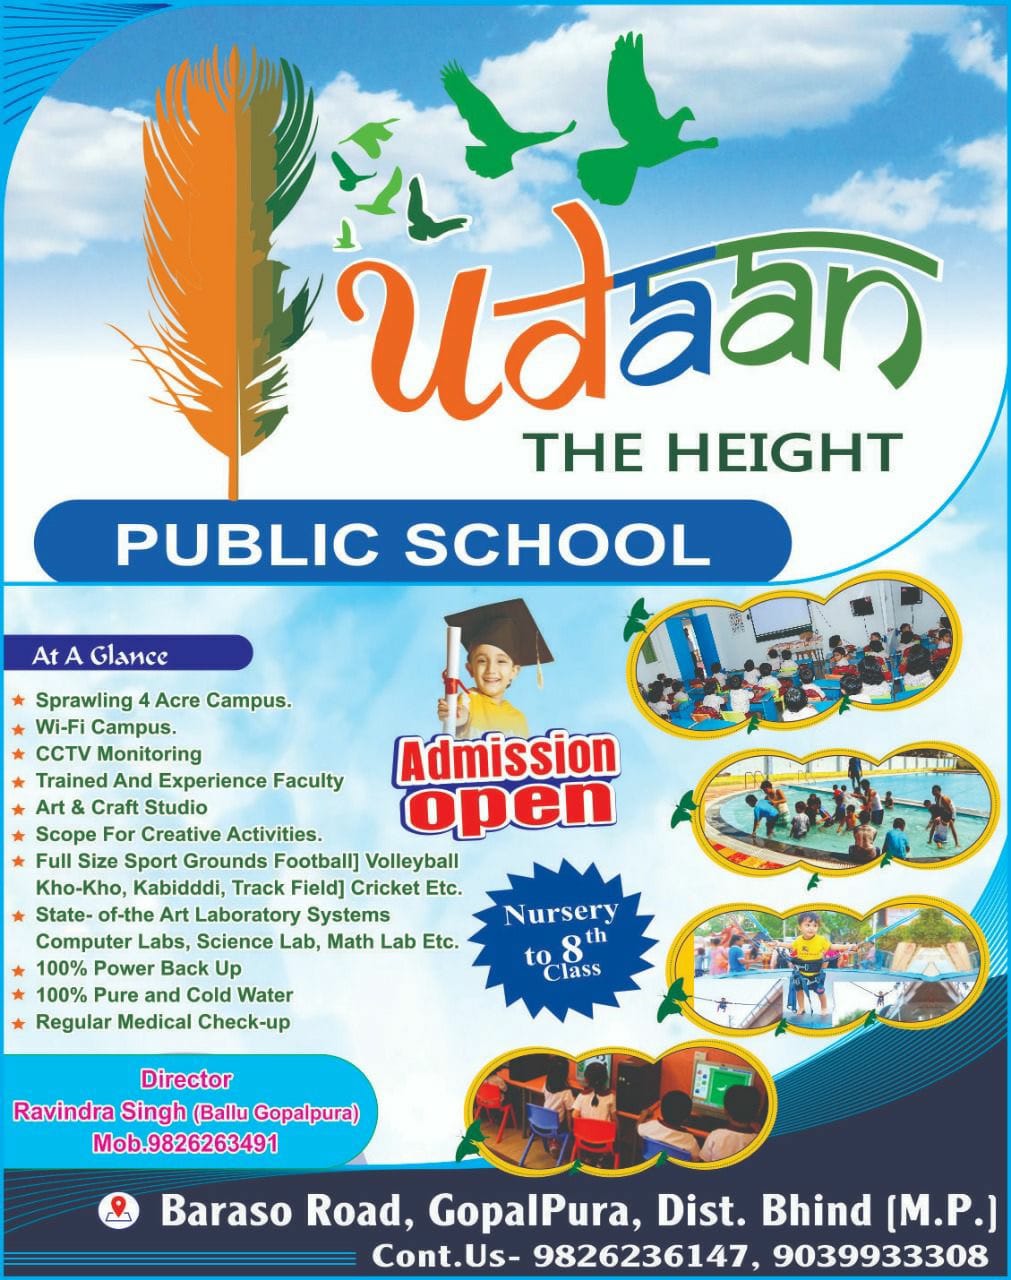 udaan
THE HEIGHT
PUBLIC SCHOOL
At A Glance
Sprawling 4 Acre Campus.
Wi-Fi Campus.
CCTV Monitoring
Trained And Experience Faculty
Art & Craft Studio
Scope For Creative Activities.
Full Size Sport Grounds Football] Volleyball
Kho-Kho, Kabidddi, Track Field] Cricket Etc.
State- of-the Art Laboratory Systems
Computer Labs, Science Lab, Math Lab Etc.
100% Power Back Up
100% Pure and Cold Water
Regular Medical Check-up
Admission
open
Nursery
to 8th
Class
Director
Ravindra Singh (Ballu Gopalpura)
Mob.9826263491
Baraso Road, GopalPura, Dist. Bhind [M.P.]
Cont.Us- 9826236147, 9039933308